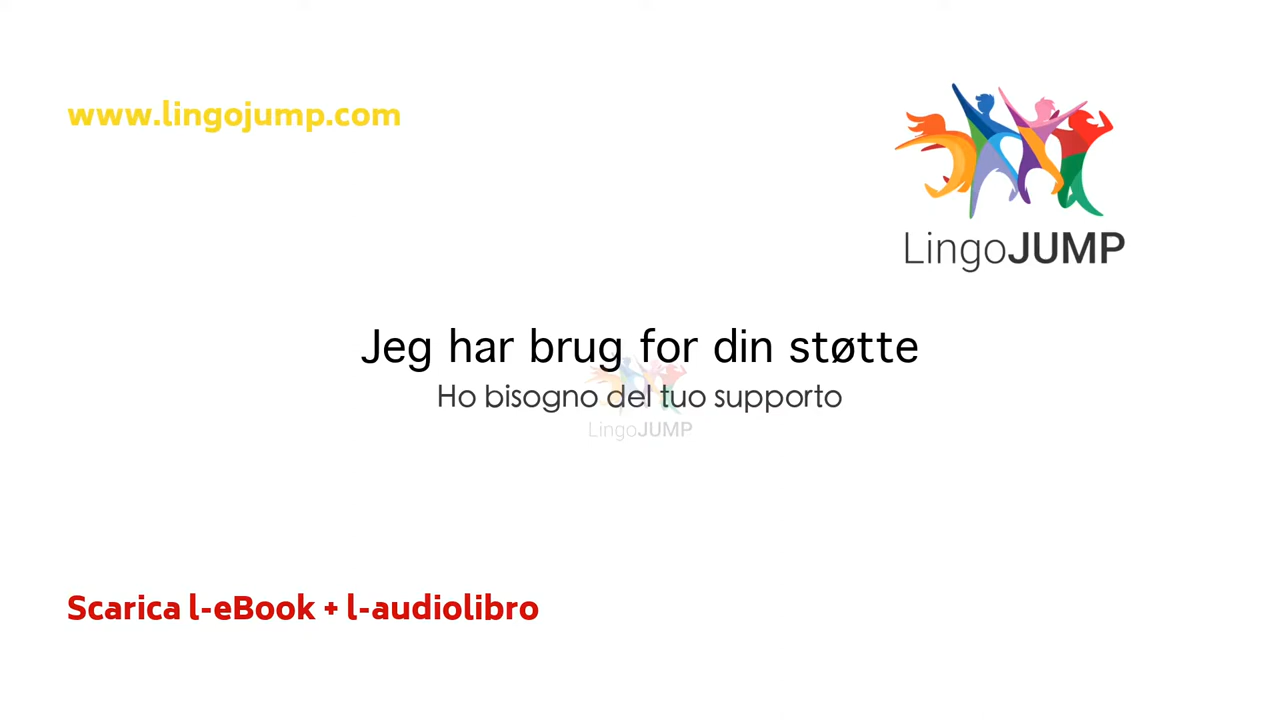 www.lingojump.com
LingoJUMP
Jeg har brug for din støtte
Ho bisogno del tuo supporto
LingoJUMP
Scarica l-eBook + l-audiolibro